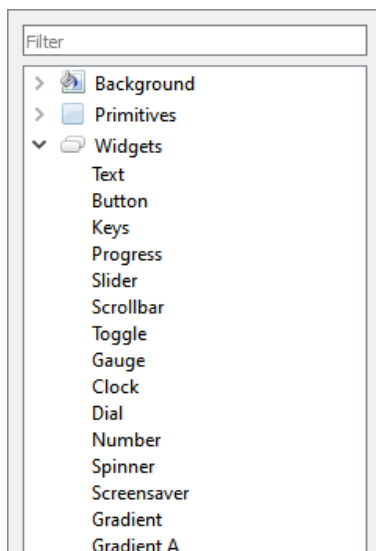 Filter
Background
Primitives
Widgets
Text
Button
Keys
Progress
Slider
Scrollbar
Toggle
Gauge
Clock
Dial
Number
Spinner
Screensaver
Gradient
Gradient A